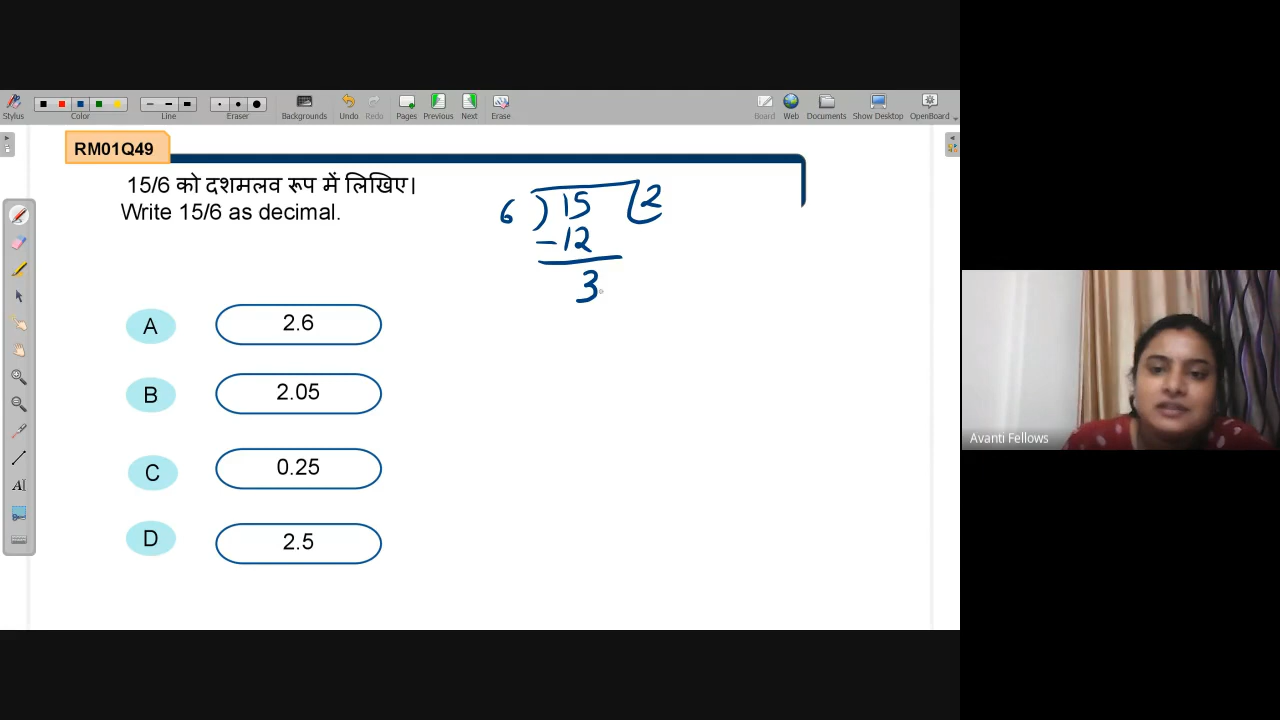 Stylus
Color
Line
Eraser
Backgrounds
Undo
Redo
Pages
Previous
Next
Erase
Board
Web
Documents
Show Desktop
OpenBoard
RM01Q49
15/6 को दशमलव रूप में लिखिए।
Write 15/6 as decimal.
6 ) 15 2
-12
3
A 2.6
B 2.05
C 0.25
D 2.5
AI
Avanti Fellows